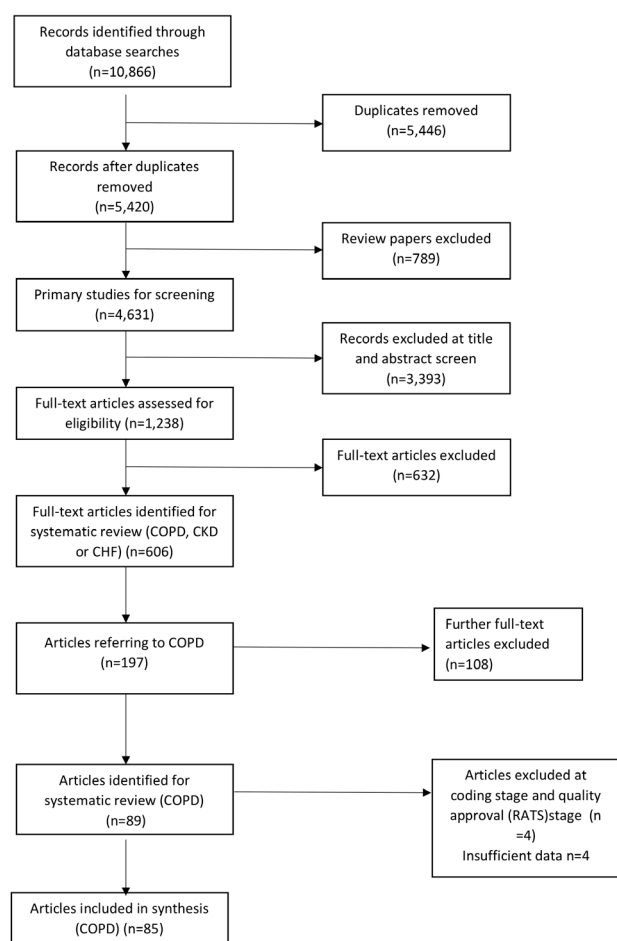 Records identified through
database searches
(n=10,866)
Duplicates removed
(n=5,446)
Records after duplicates
removed
(n=5,420)
Review papers excluded
(n=789)
Primary studies for screening
(n=4,631)
Records excluded at title
and abstract screen
(n=3,393)
Full-text articles assessed for
eligibility (n=1,238)
Full-text articles excluded
(n=632)
Full-text articles identified for
systematic review (COPD, CKD
or CHF) (n=606)
Articles referring to COPD
(n=197)
Further full-text
articles excluded
(n=108)
Articles identified for
systematic review (COPD)
(n=89)
Articles excluded at
coding stage and quality
approval (RATS)stage (n
=4)
Insufficient data n=4
Articles included in synthesis
(COPD) (n=85)